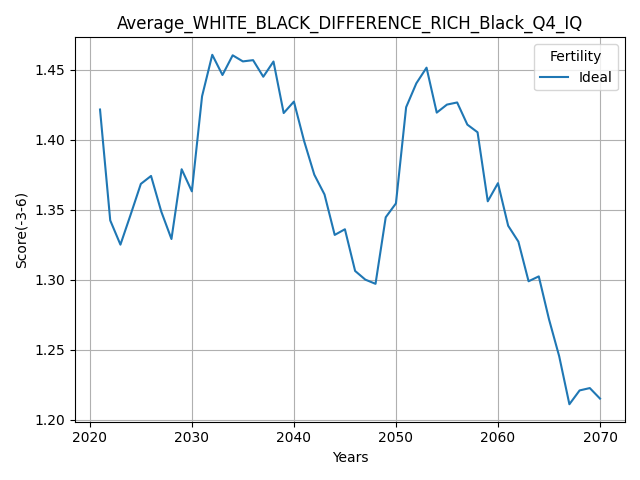 Average_WHITE_BLACK_DIFFERENCE_RICH_Black_Q4_IQ
Fertility
Ideal
1.45
1.40
1.35
1.30
1.25
1.20
Score(-3-6)
2020 2030 2040 2050 2060 2070
Years